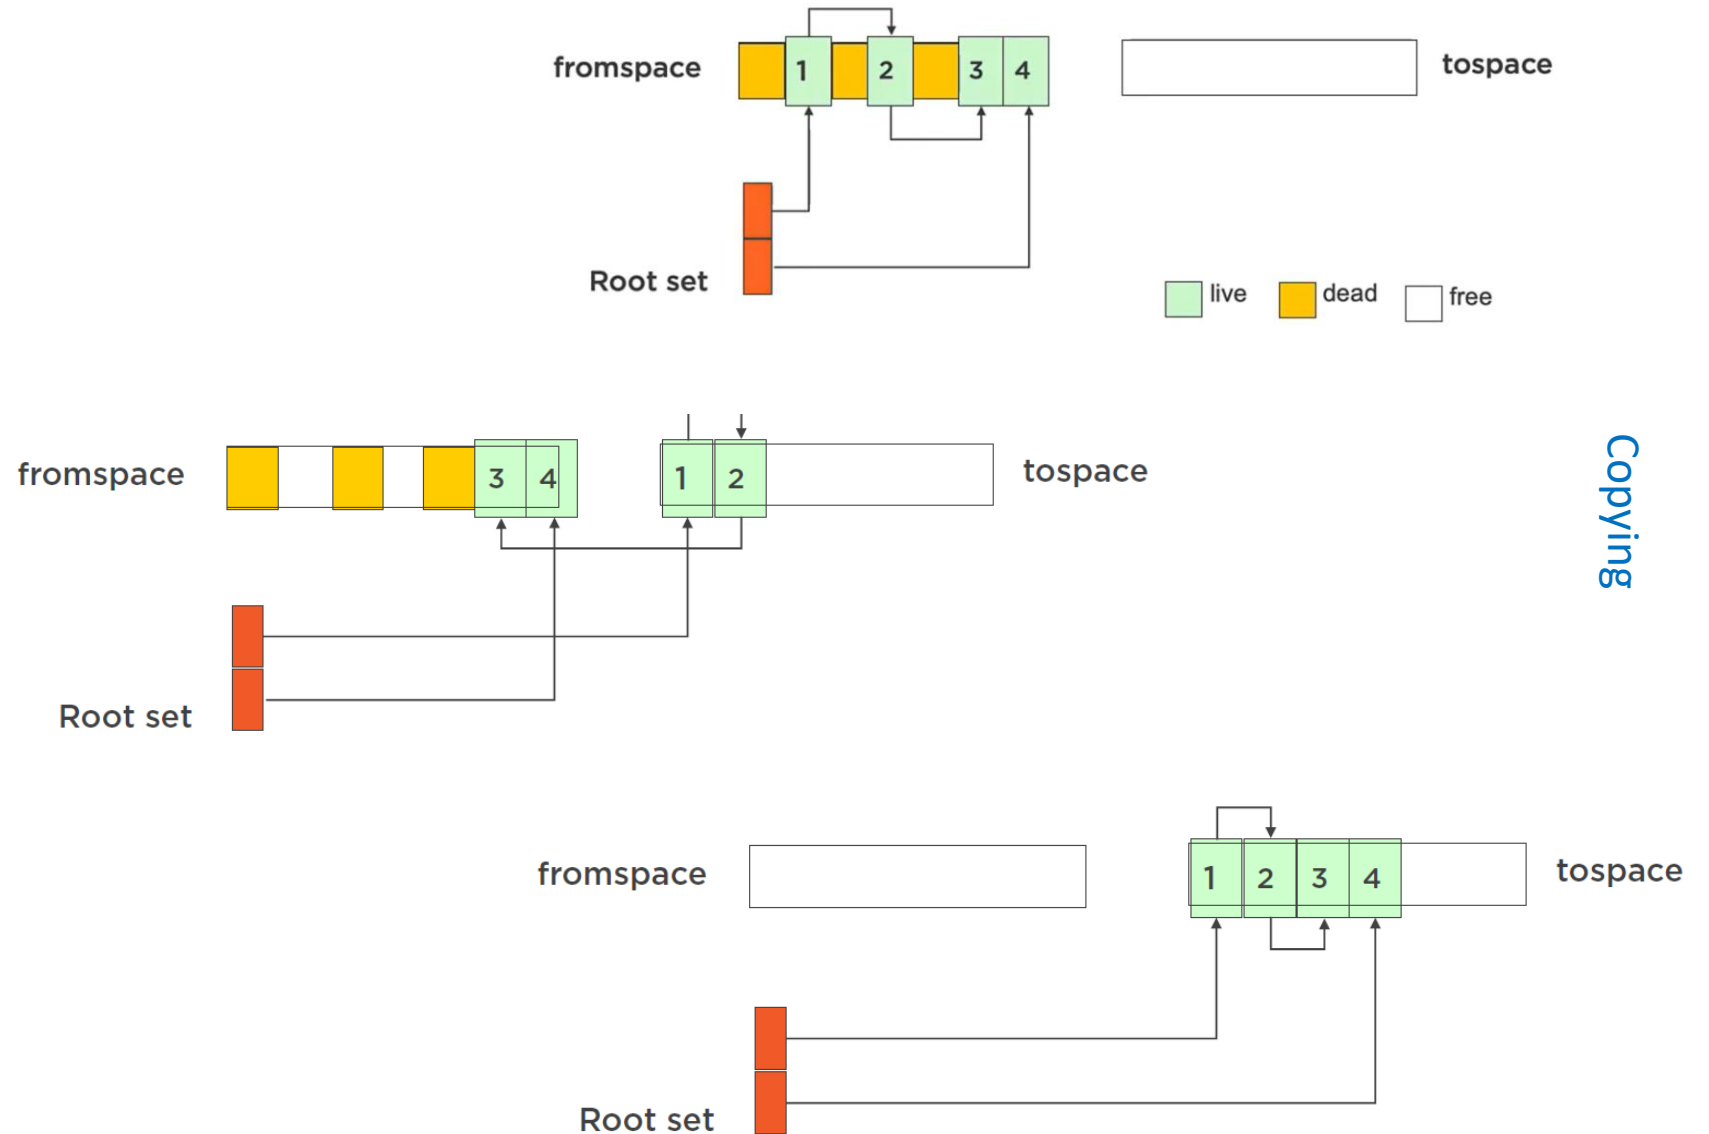 fromspace
1
2
3
4
tospace
Root set
live
dead
free
fromspace
3
4
1
2
tospace
Copying
Root set
fromspace
1
2
3
4
tospace
Root set